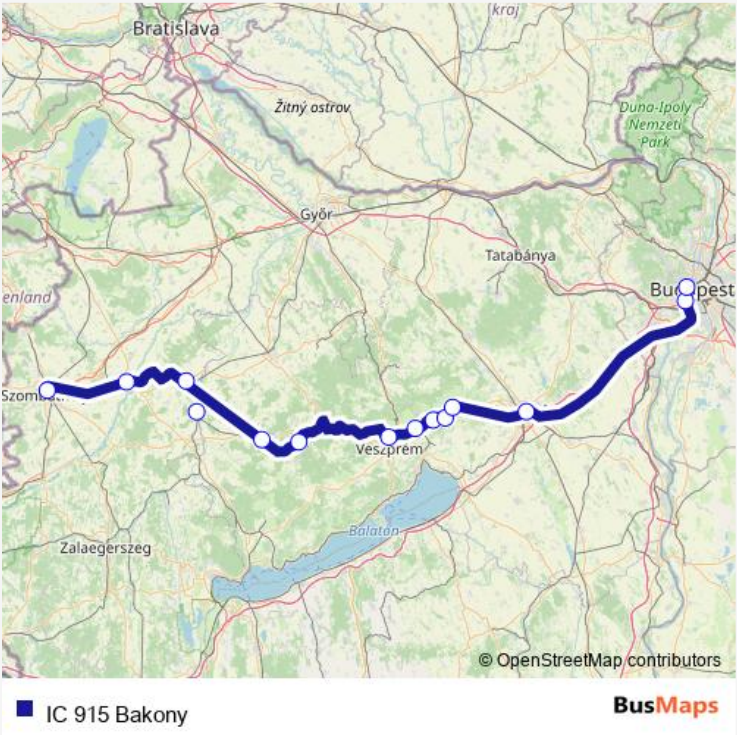 kraj
Bratislava
Žitný ostrov
Duna-Ipoly
Nemzeti
Park
Győr
Tatabánya
enland
Veszprém
Balaton
Zalaegerszeg
© OpenStreetMap contributors
IC 915 Bakony
BusMaps